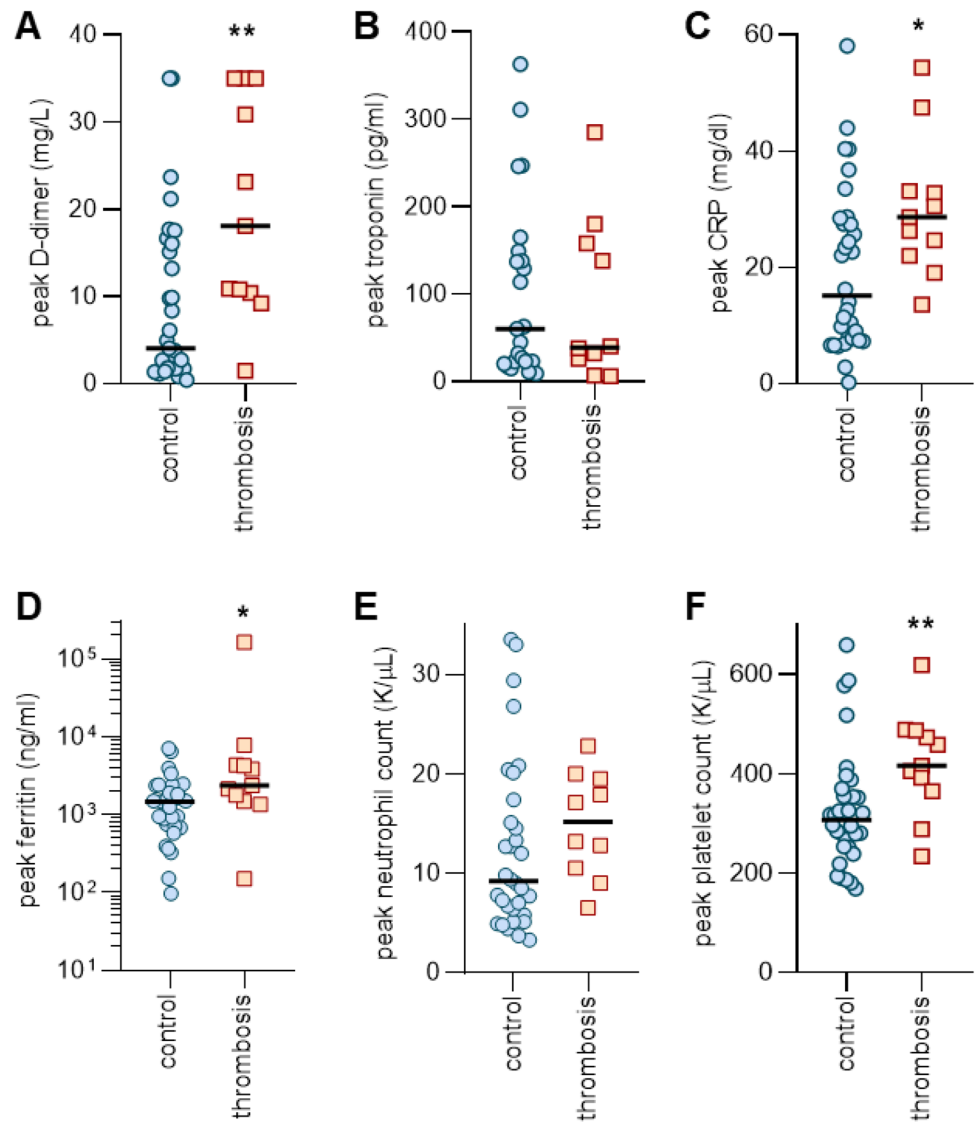 A
**
peak D-dimer (mg/L)
40
30
20
10
0
control
thrombosis
B
peak troponin (pg/ml)
400
300
200
100
0
control
thrombosis
C
*
peak CRP (mg/dl)
60
40
20
0
control
thrombosis
D
*
peak ferritin (ng/ml)
10⁵
10⁴
10³
10²
10¹
control
thrombosis
E
peak neutrophil count (K/μL)
30
20
10
0
control
thrombosis
F
**
peak platelet count (K/μL)
600
400
200
0
control
thrombosis